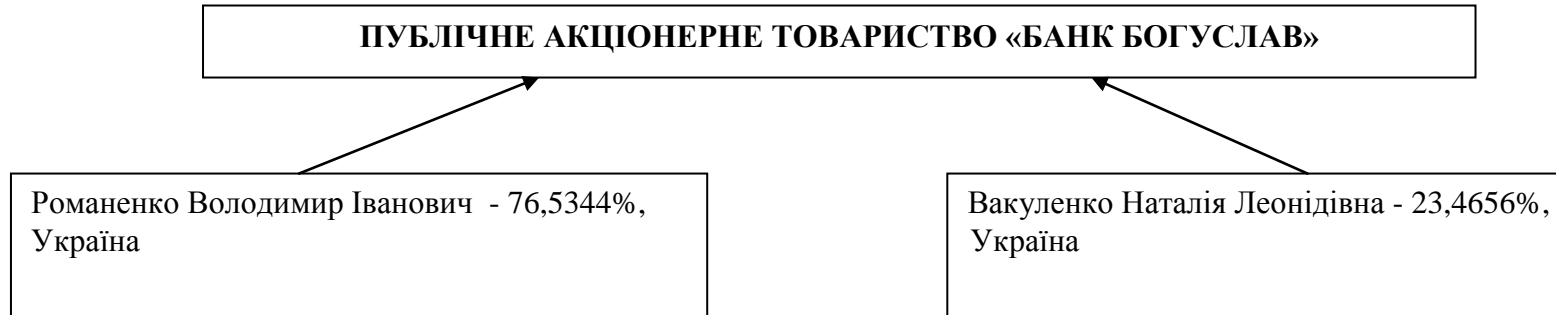 ПУБЛІЧНЕ АКЦІОНЕРНЕ ТОВАРИСТВО «БАНК БОГУСЛАВ»
Романенко Володимир Іванович - 76,5344%,
Україна
Вакуленко Наталія Леонідівна - 23,4656%,
Україна